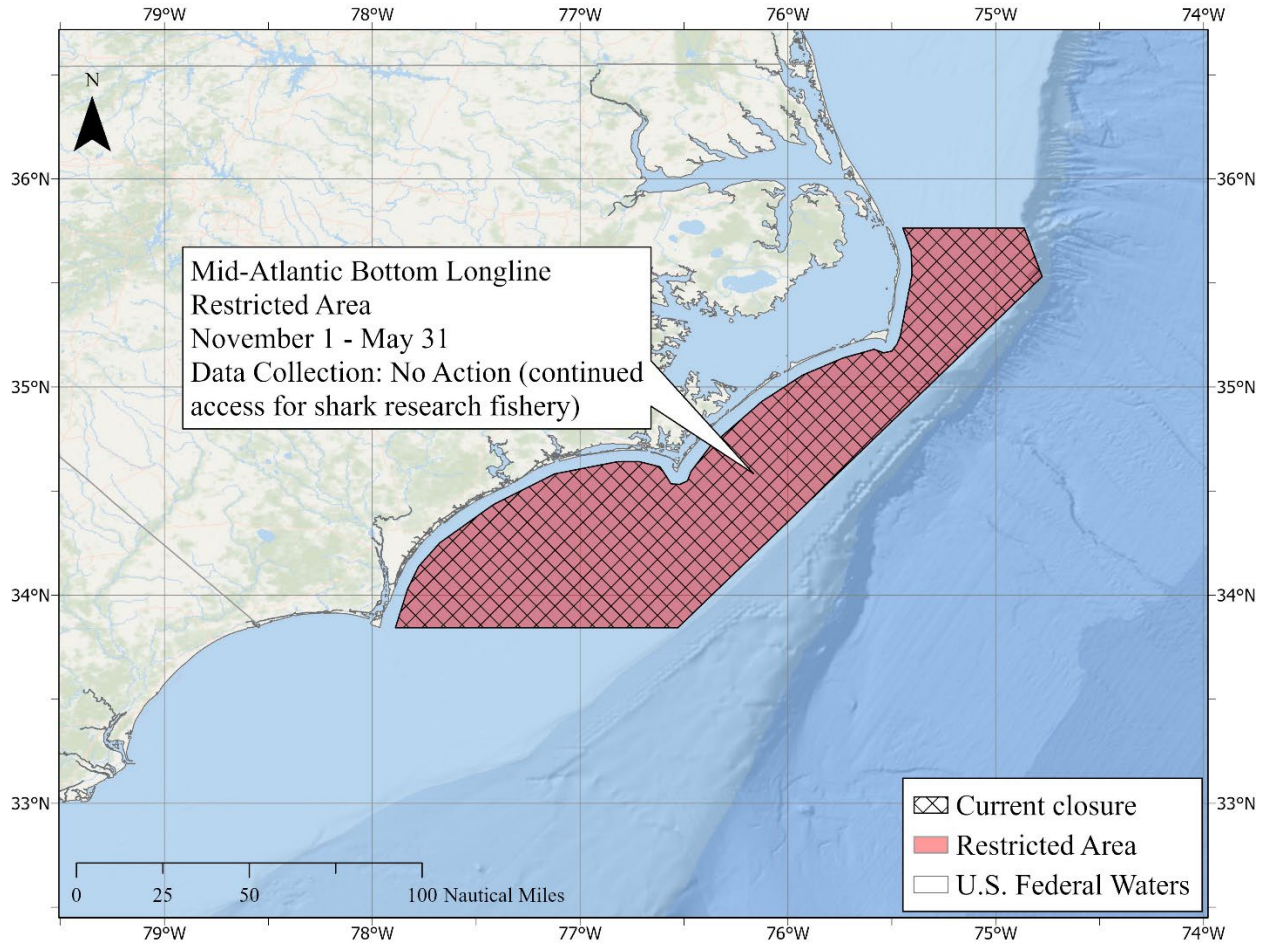 79°W 78°W 77°W 76°W 75°W 74°W
N
36°N 36°N
Mid-Atlantic Bottom Longline
Restricted Area
November 1 - May 31
Data Collection: No Action (continued
access for shark research fishery)
35°N 35°N
34°N 34°N
33°N 33°N
Current closure
Restricted Area
U.S. Federal Waters
0 25 50 100 Nautical Miles
79°W 78°W 77°W 76°W 75°W 74°W